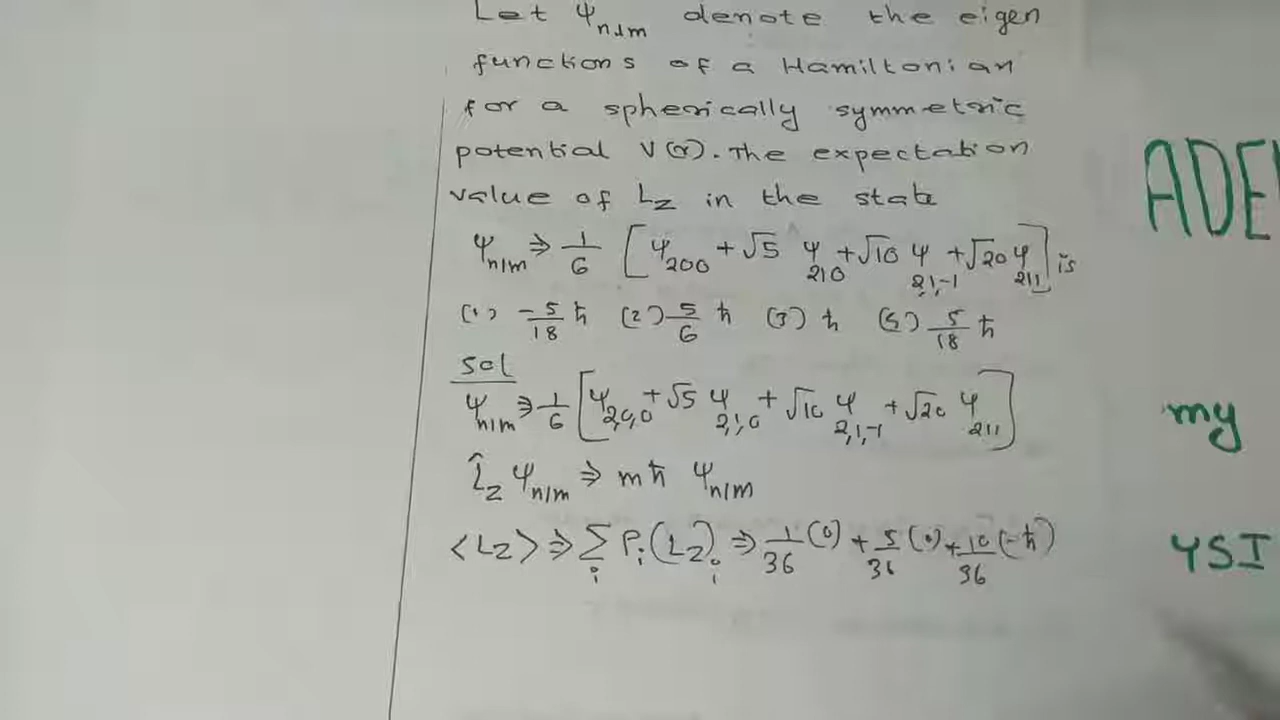 Let Ψnlm denote the eigen
functions of a Hamiltonian
for a spherically symmetric
potential V(r). The expectation
value of Lz in the state
Ψnlm ⇒ 1/6 [Ψ200 + √5 Ψ210 + √10 Ψ2,1,-1 + √20 Ψ211] is
(1) -5/18 ħ (2) 5/6 ħ (3) ħ (5) 5/18 ħ
Sol
Ψnlm ⇒ 1/6 [Ψ2,0,0 + √5 Ψ2,1,0 + √10 Ψ2,1,-1 + √20 Ψ211]
L̂z Ψnlm ⇒ mħ Ψnlm
<Lz> ⇒ Σi Pi (Lz)i ⇒ 1/36 (0) + 5/36 (0) + 10/36 (-ħ)
ADE
my
YSI